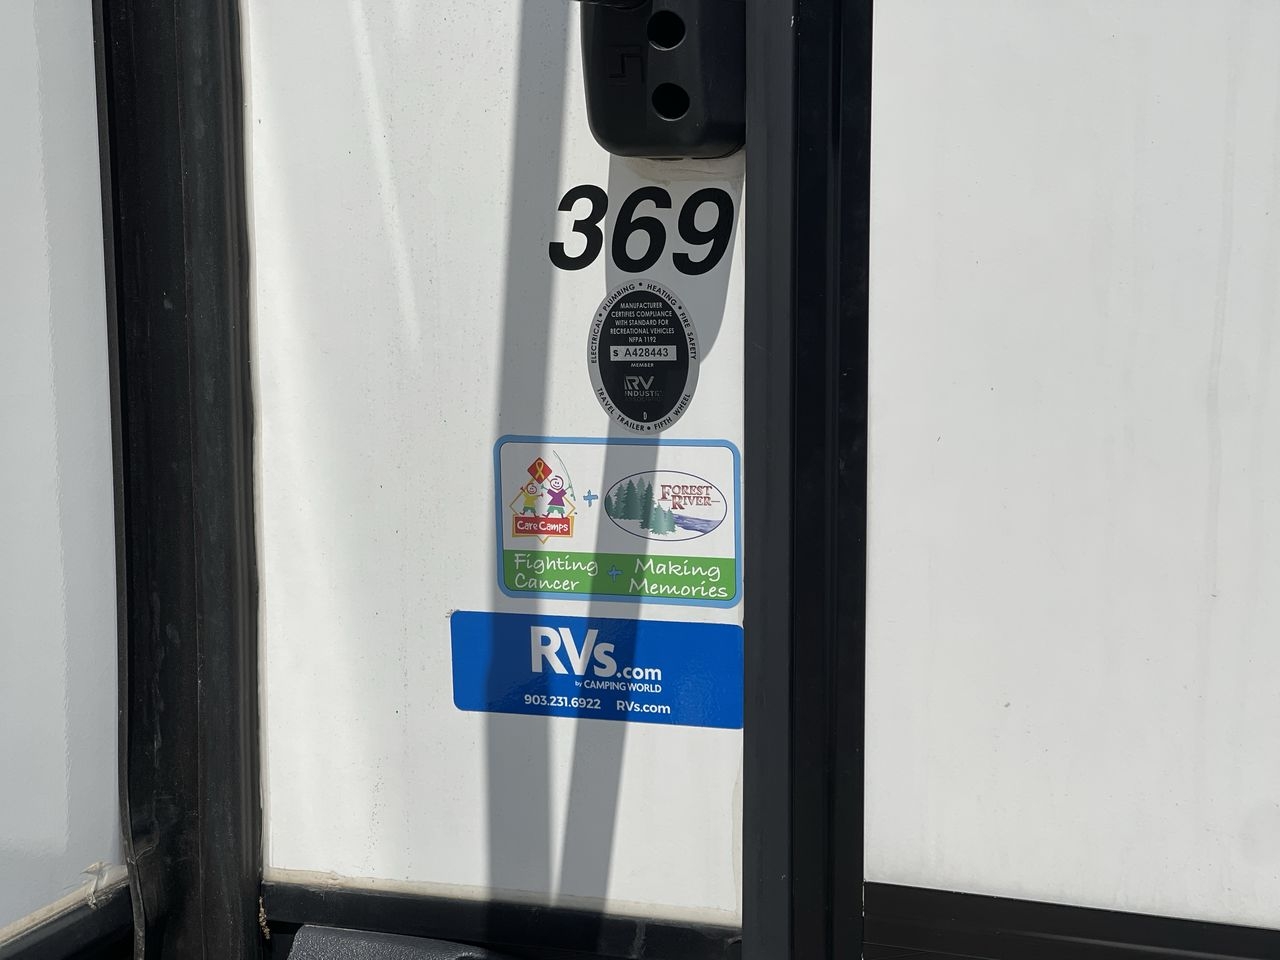 369
ELECTRICAL • PLUMBING • HEATING • FIRE SAFETY
MANUFACTURER
CERTIFIES COMPLIANCE
WITH STANDARD FOR
RECREATIONAL VEHICLES
NFPA 1192
S A428443
MEMBER
RV
INDUSTRY
D
TRAVEL TRAILER • FIFTH WHEEL
Care Camps
+
FOREST
RIVER
Fighting + Making
Cancer Memories
RVs.com
by CAMPING WORLD
903.231.6922 RVs.com